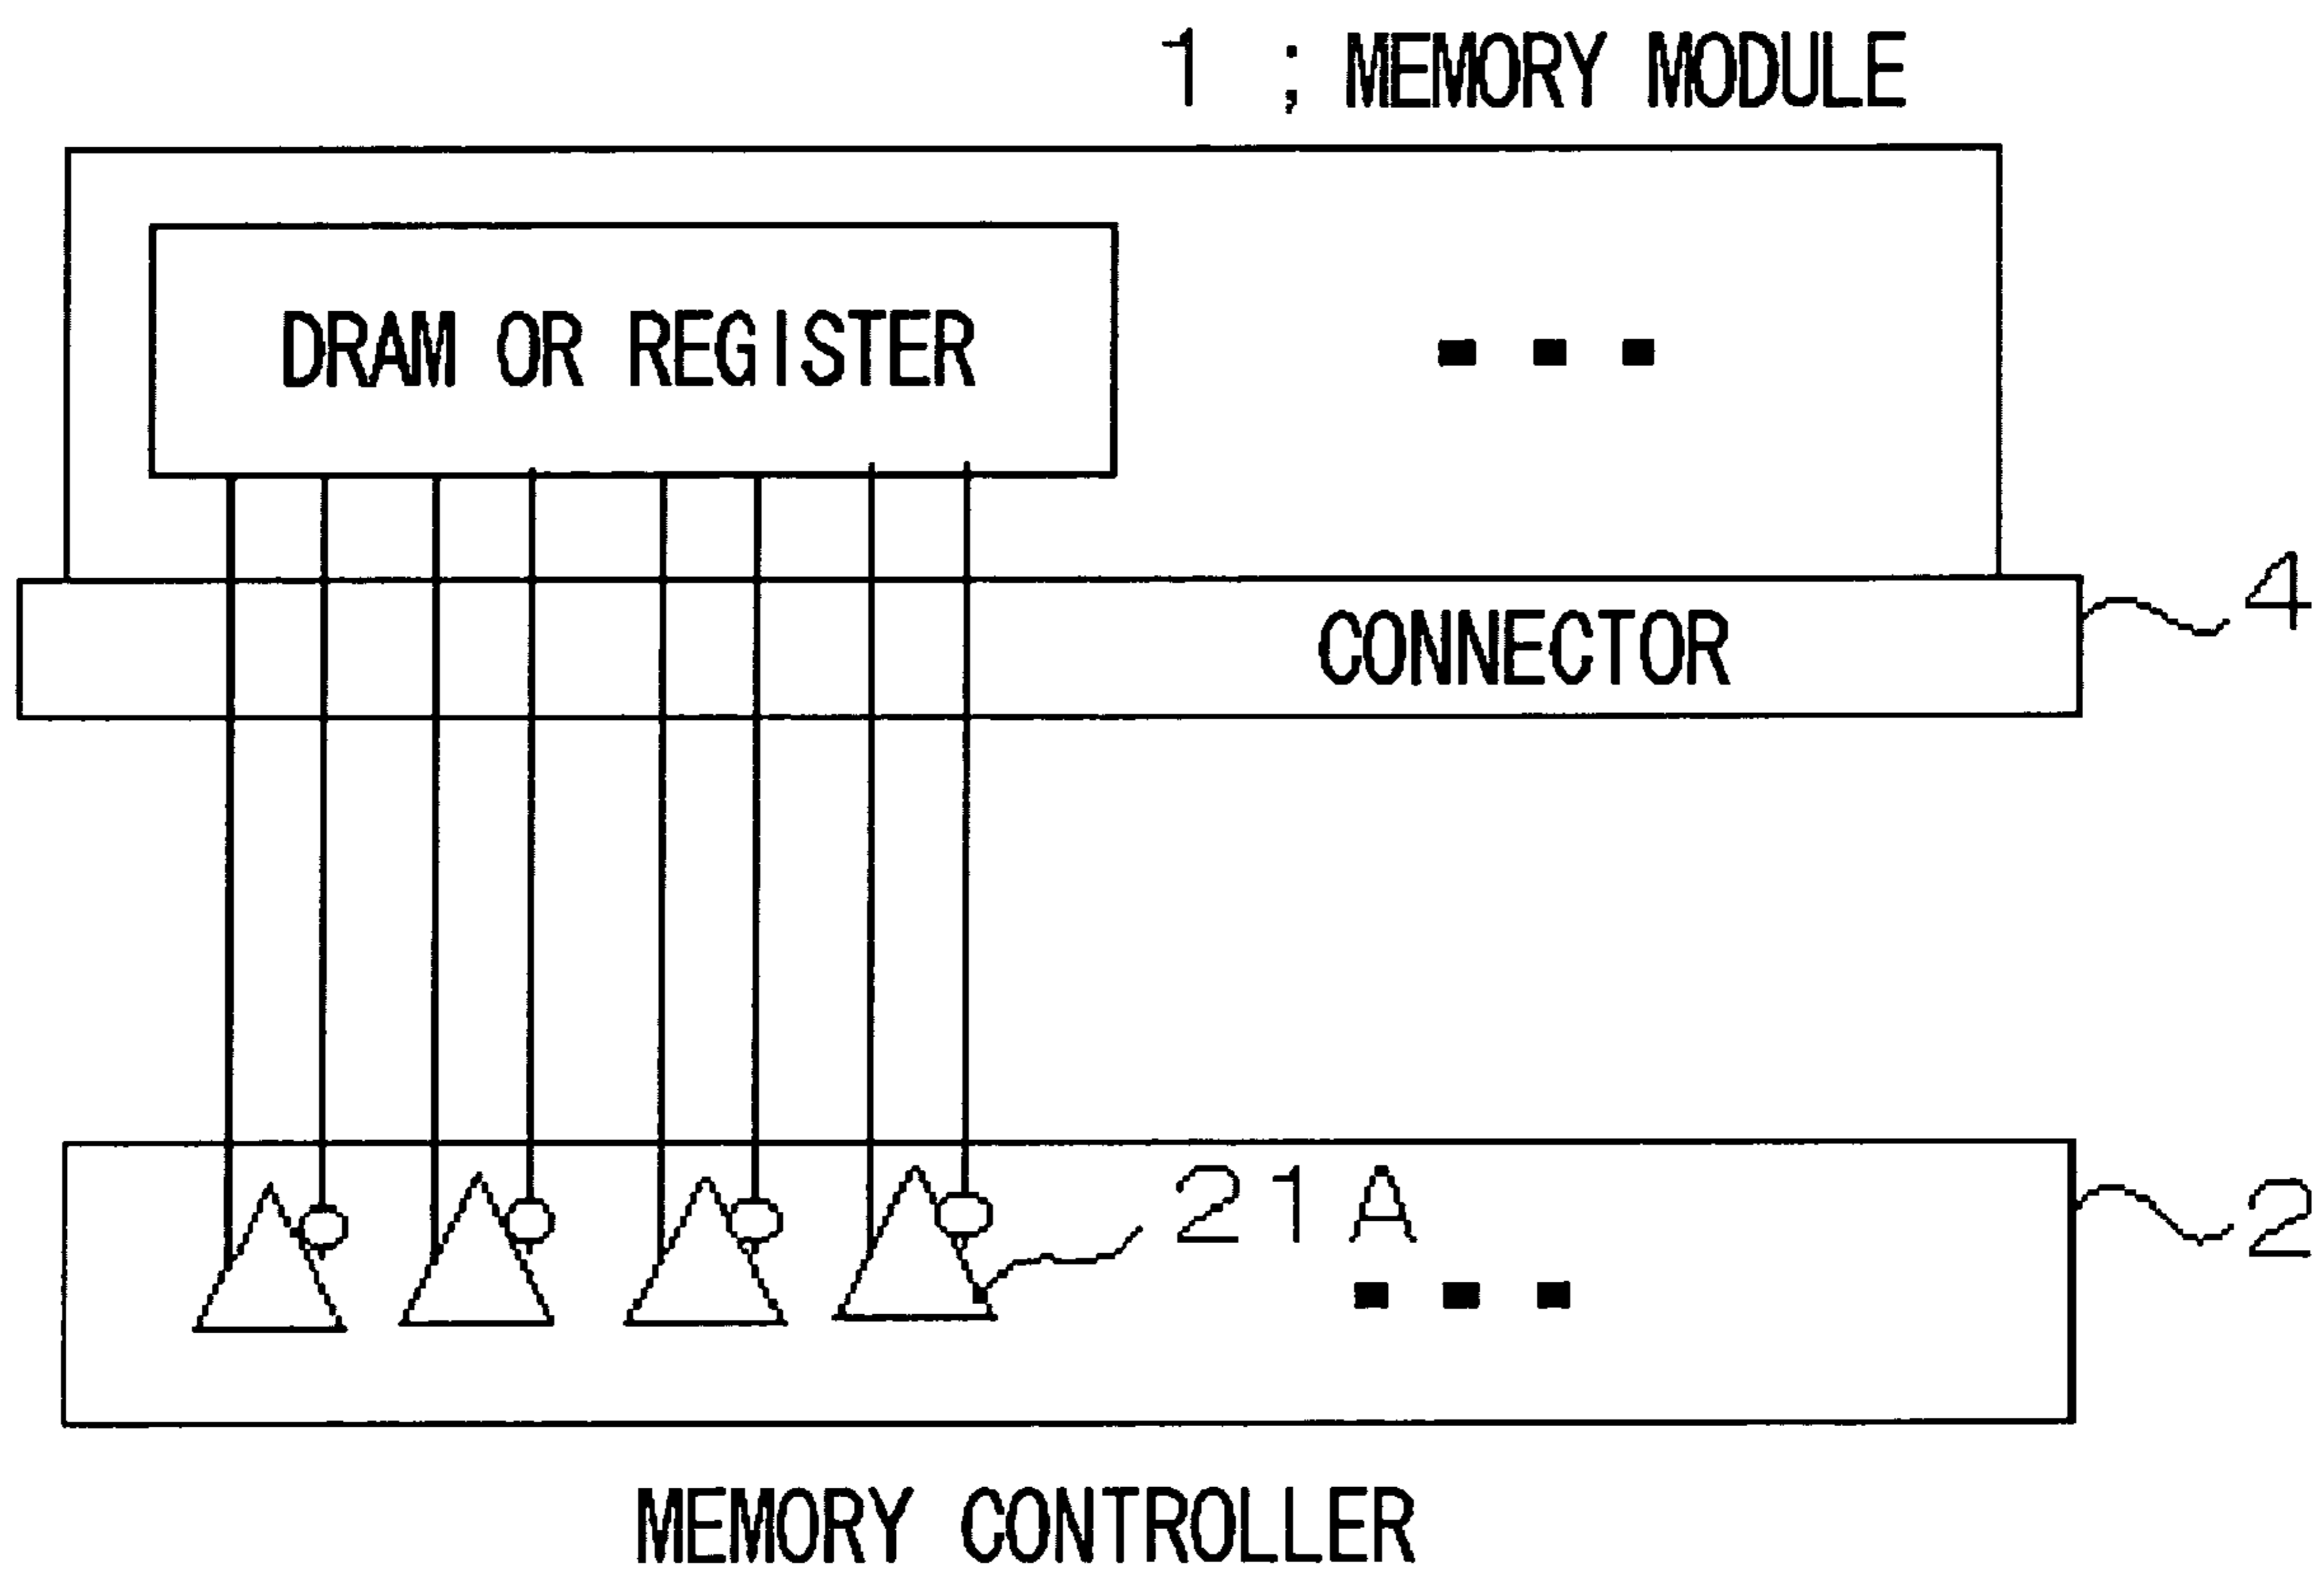 1 ; MEMORY MODULE
DRAM OR REGISTER
4
CONNECTOR
21A
2
MEMORY CONTROLLER